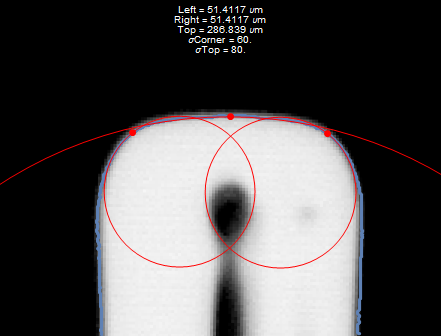 Left = 51.4117 um
Right = 51.4117 um
Top = 286.839 um
σCorner = 60.
σTop = 80.